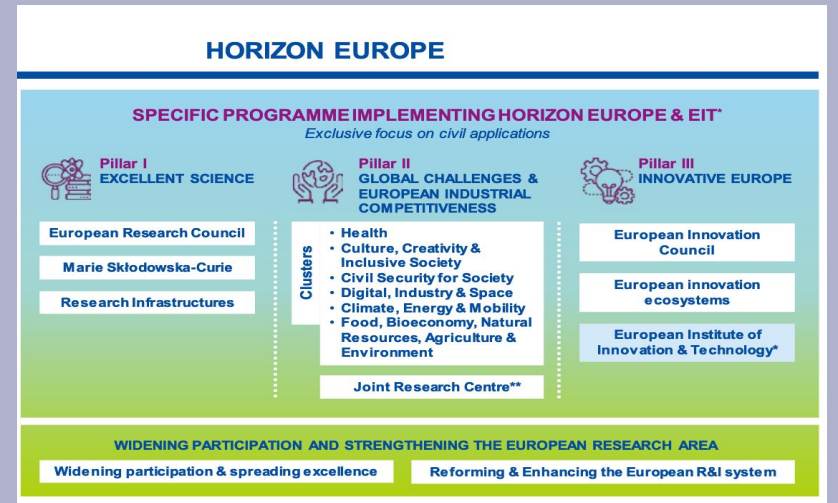 HORIZON EUROPE
SPECIFIC PROGRAMME IMPLEMENTING HORIZON EUROPE & EIT*
Exclusive focus on civil applications
Pillar I
EXCELLENT SCIENCE
European Research Council
Marie Skłodowska-Curie
Research Infrastructures
Pillar II
GLOBAL CHALLENGES &
EUROPEAN INDUSTRIAL
COMPETITIVENESS
Clusters
• Health
• Culture, Creativity &
Inclusive Society
• Civil Security for Society
• Digital, Industry & Space
• Climate, Energy & Mobility
• Food, Bioeconomy, Natural
Resources, Agriculture &
Environment
Joint Research Centre**
Pillar III
INNOVATIVE EUROPE
European Innovation
Council
European innovation
ecosystems
European Institute of
Innovation & Technology*
WIDENING PARTICIPATION AND STRENGTHENING THE EUROPEAN RESEARCH AREA
Widening participation & spreading excellence
Reforming & Enhancing the European R&I system